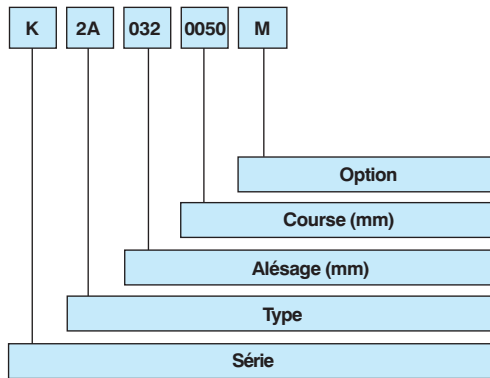 K 2A 032 0050 M
Option
Course (mm)
Alésage (mm)
Type
Série